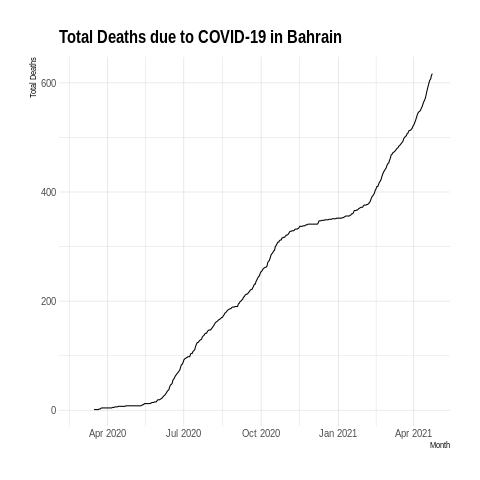 Total Deaths due to COVID-19 in Bahrain
Total Deaths
600
400
200
0
Apr 2020 Jul 2020 Oct 2020 Jan 2021 Apr 2021
Month